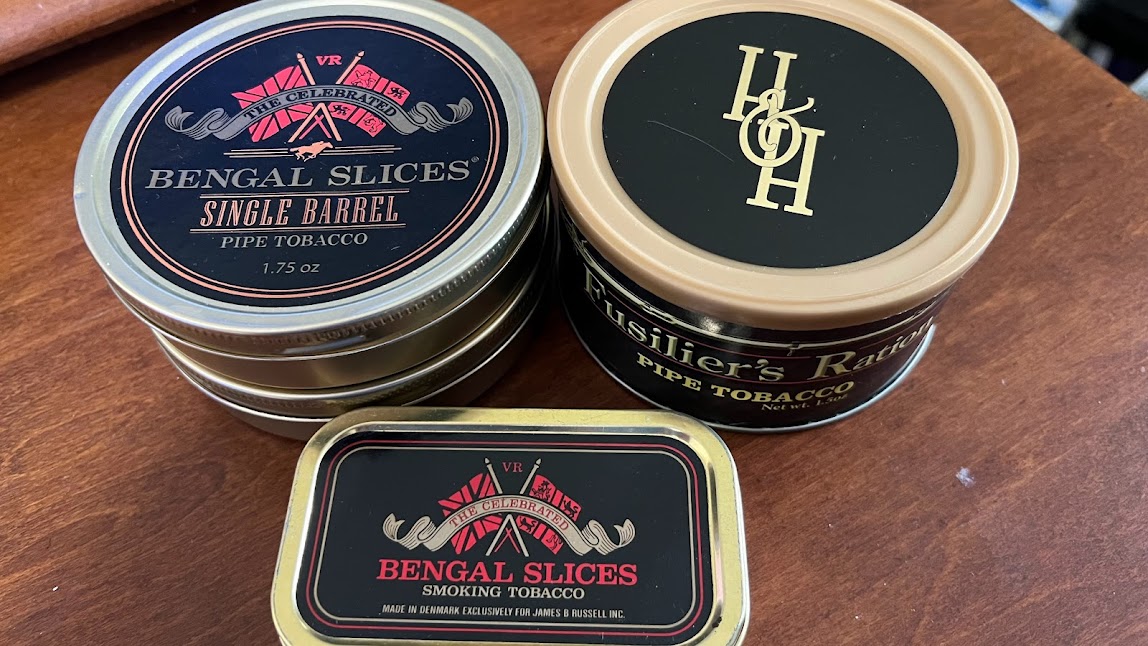 VR
THE CELEBRATED
BENGAL SLICES®
SINGLE BARREL
PIPE TOBACCO
1.75 oz
H&H
Fusilier's Ration
PIPE TOBACCO
Net wt. 1.5oz
VR
THE CELEBRATED
BENGAL SLICES
SMOKING TOBACCO
MADE IN DENMARK EXCLUSIVELY FOR JAMES B RUSSELL INC.